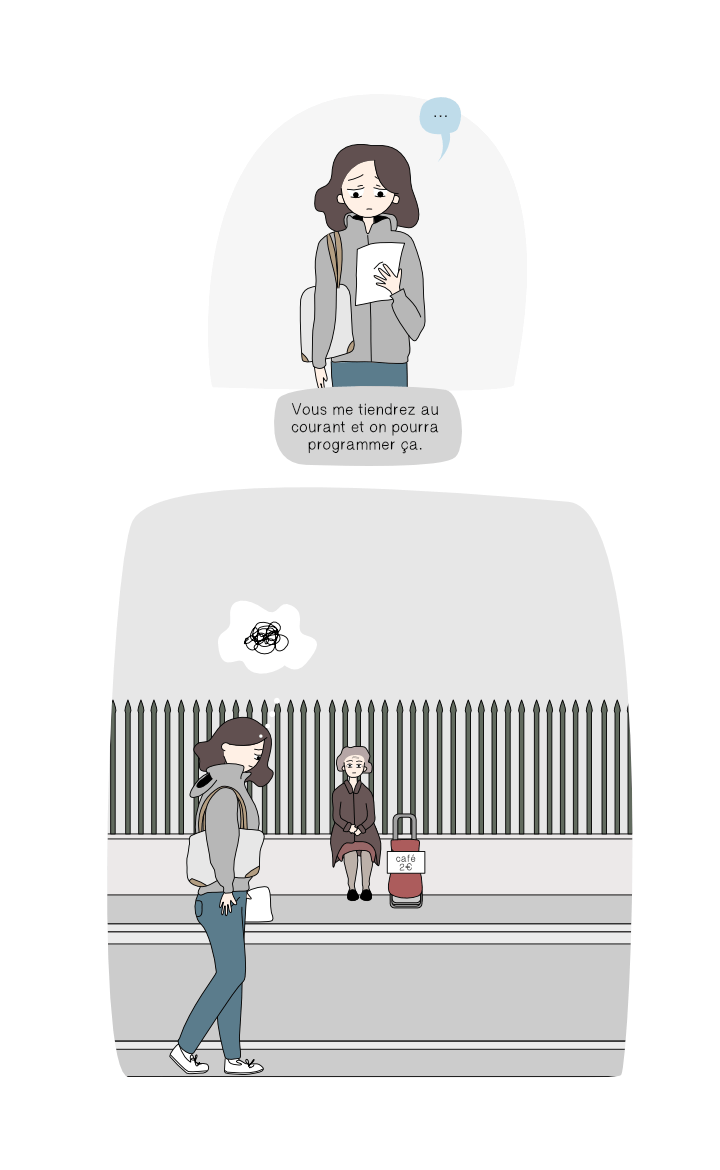 ...
Vous me tiendrez au
courant et on pourra
programmer ça.
café
2€